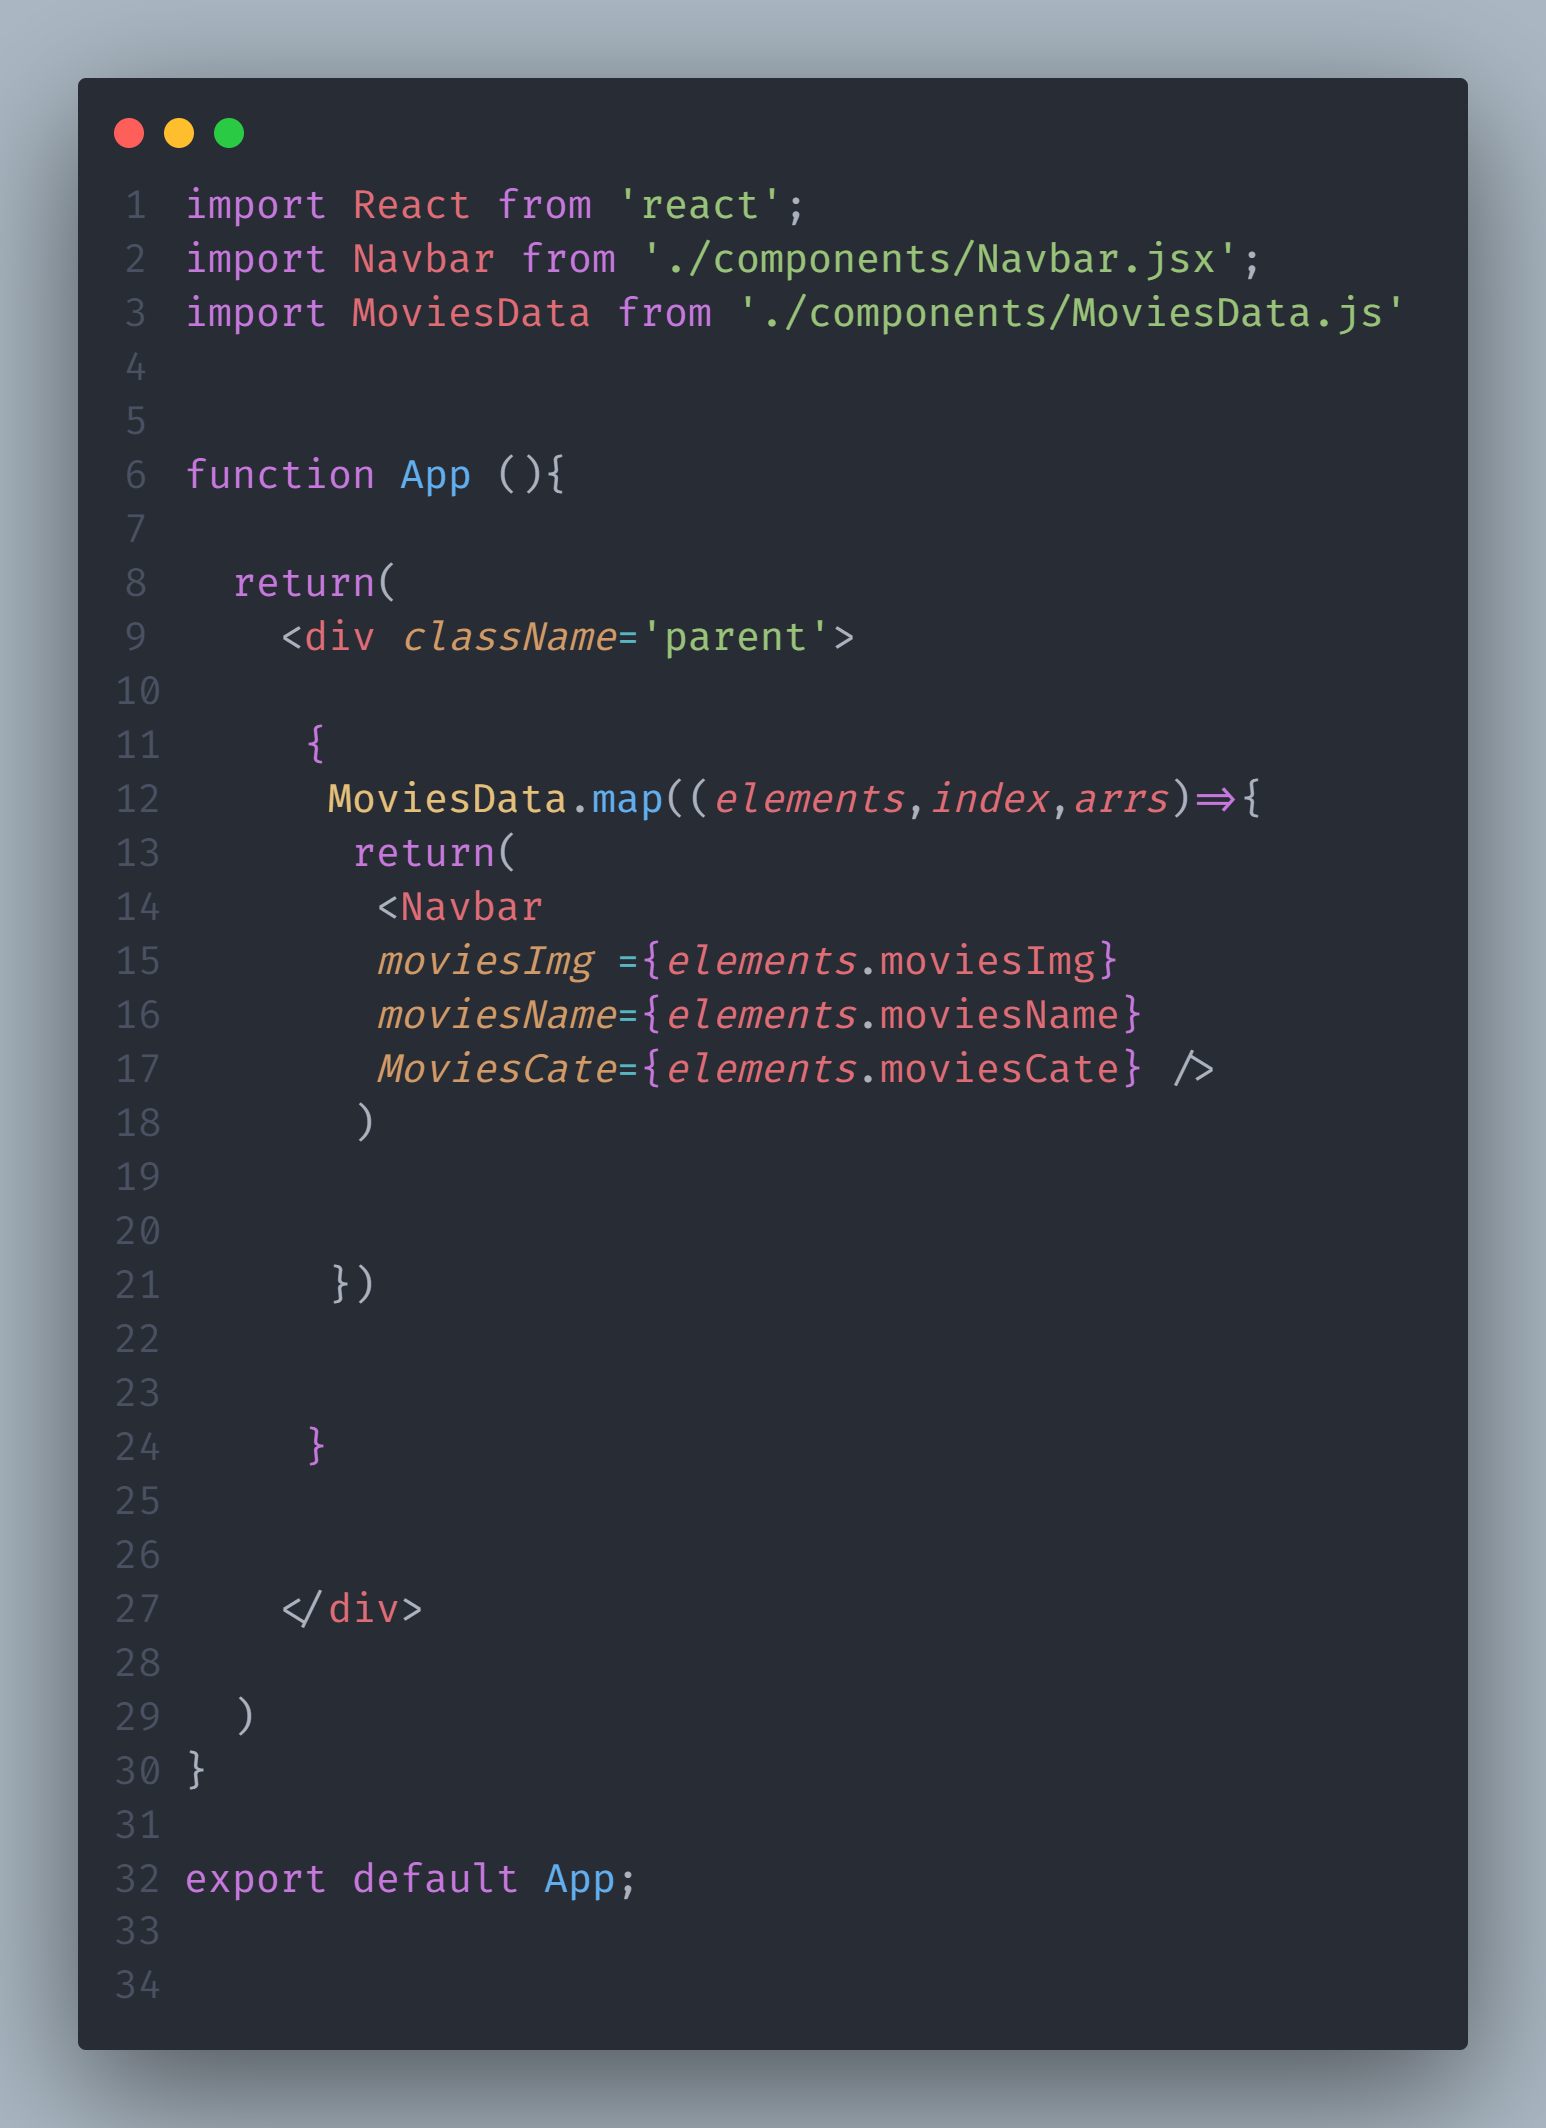 1 import React from 'react';
2 import Navbar from './components/Navbar.jsx';
3 import MoviesData from './components/MoviesData.js'
4
5
6 function App (){
7
8   return(
9     <div className='parent'>
10
11      {
12       MoviesData.map((elements,index,arrs)=>{
13        return(
14         <Navbar
15         moviesImg ={elements.moviesImg}
16         moviesName={elements.moviesName}
17         MoviesCate={elements.moviesCate} />
18        )
19
20
21       })
22
23
24      }
25
26
27     </div>
28
29   )
30 }
31
32 export default App;
33
34